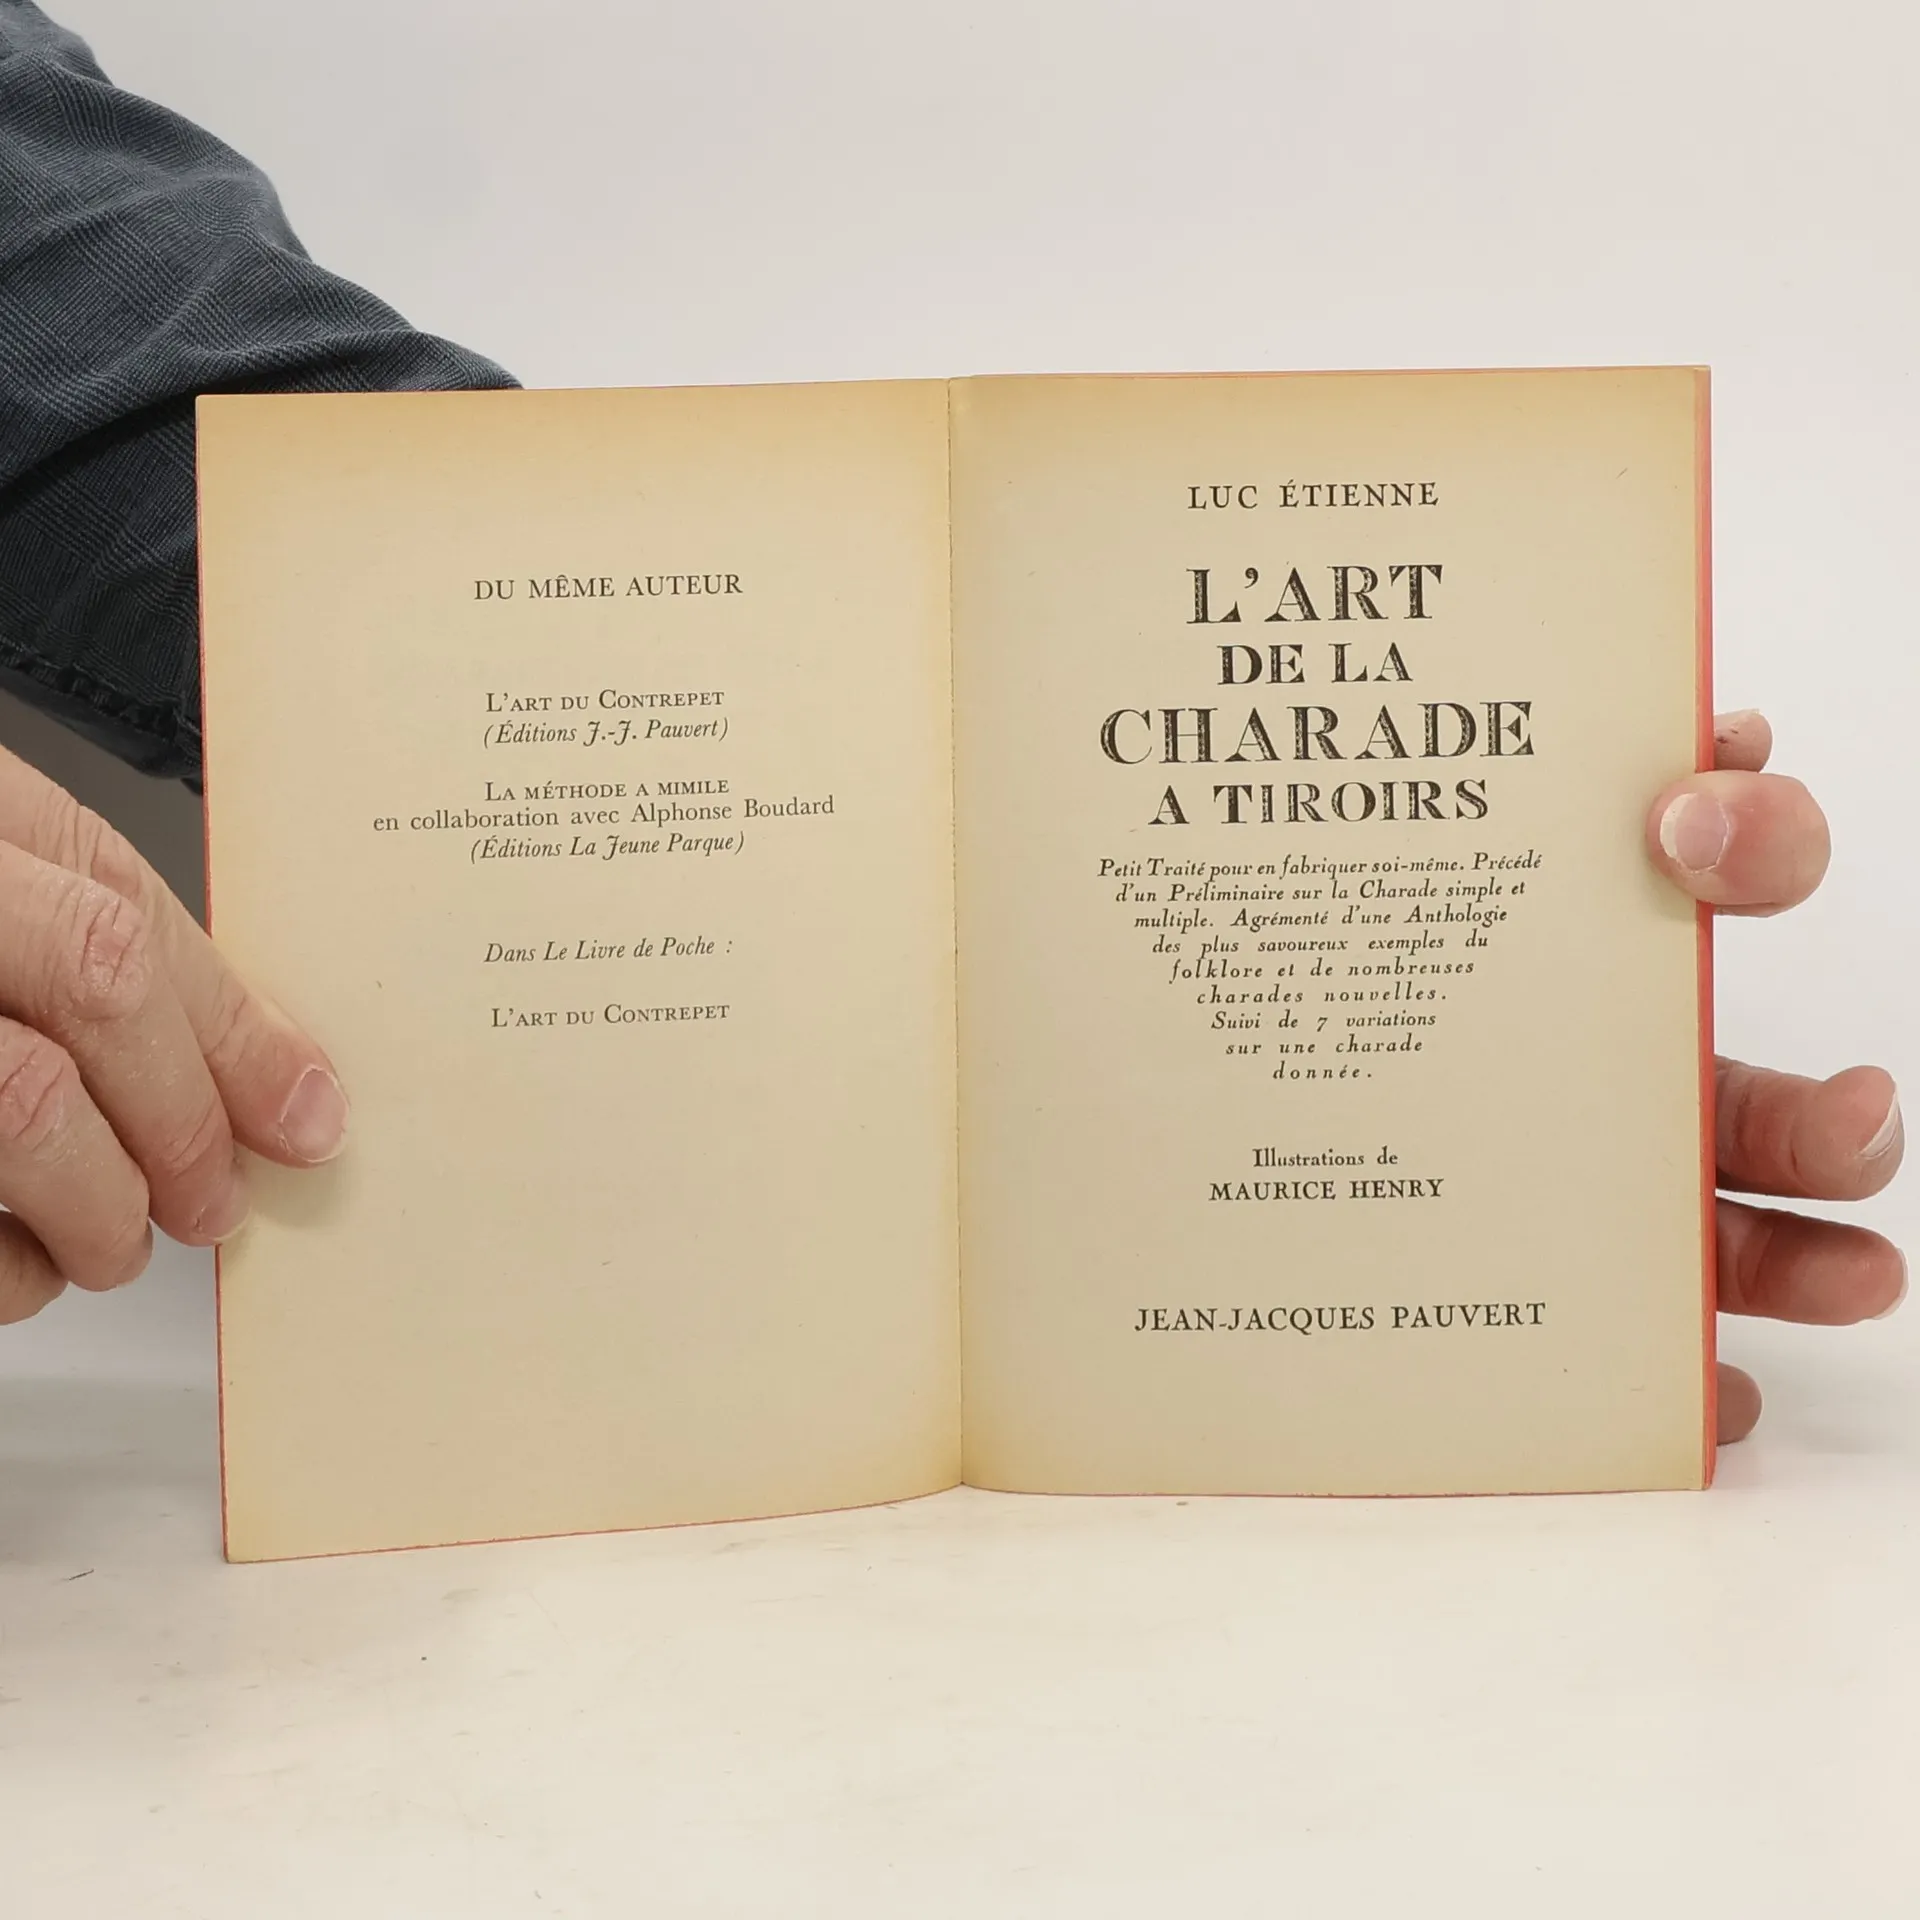 DU MÊME AUTEUR
L'ART DU CONTREPET
(Éditions J.-J. Pauvert)
LA MÉTHODE A MIMILE
en collaboration avec Alphonse Boudard
(Éditions La Jeune Parque)
Dans Le Livre de Poche :
L'ART DU CONTREPET
LUC ÉTIENNE
L'ART
DE LA
CHARADE
A TIROIRS
Petit Traité pour en fabriquer soi-même. Précédé
d'un Préliminaire sur la Charade simple et
multiple. Agrémenté d'une Anthologie
des plus savoureux exemples du
folklore et de nombreuses
charades nouvelles.
Suivi de 7 variations
sur une charade
donnée.
Illustrations de
MAURICE HENRY
JEAN-JACQUES PAUVERT